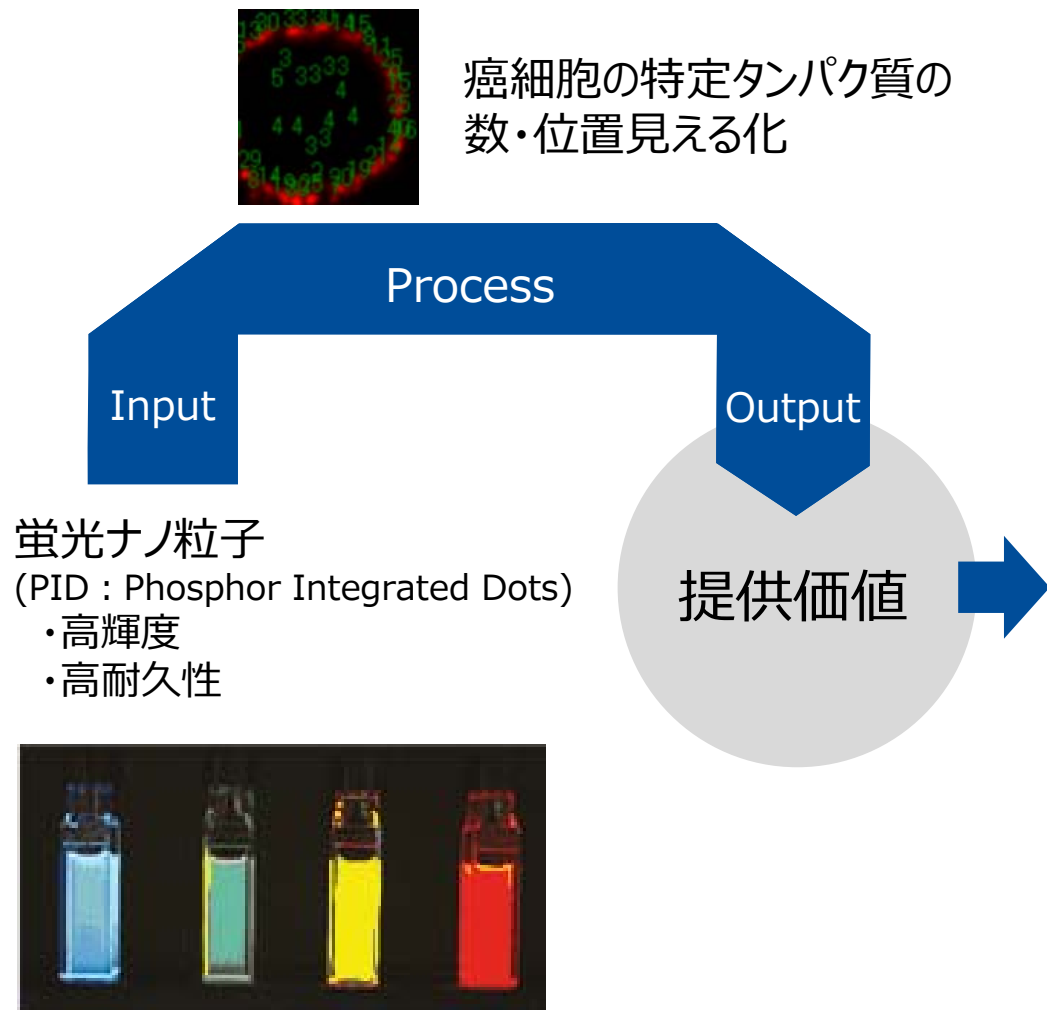 癌細胞の特定タンパク質の
数・位置見える化
Process
Input
Output
蛍光ナノ粒子
(PID：Phosphor Integrated Dots)
・高輝度
・高耐久性
提供価値